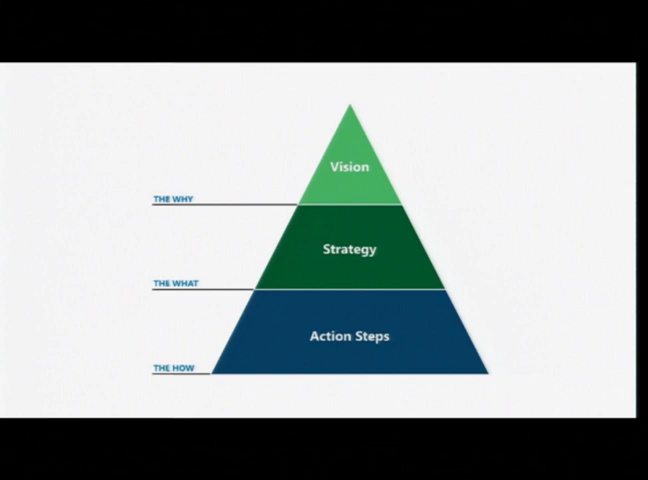 Vision
THE WHY
Strategy
THE WHAT
Action Steps
THE HOW